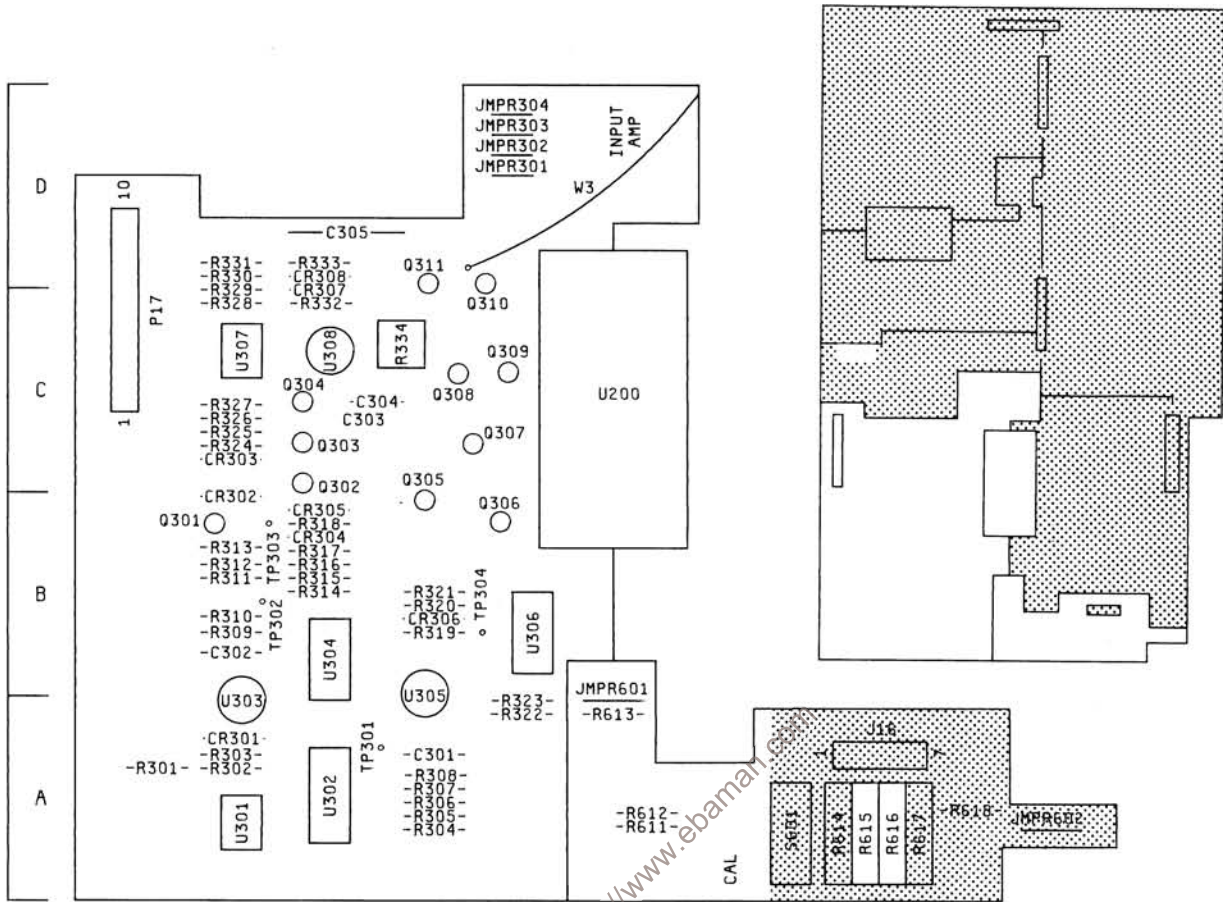 JMPR304
JMPR303
JMPR302
JMPR301
INPUT
AMP
W3
D
10
-C305-
-R331-
-R330-
-R329-
-R328-
-R333-
·CR308·
·CR307·
-R332-
Q311
Q310
P17
1
U307
U308
R334
Q309
Q308
U200
C
Q304
-C304-
C303
-R327-
-R326-
-R325-
-R324-
·CR303·
Q303
Q307
Q302
·CR302·
Q305
Q306
Q301
·CR305·
-R318-
·CR304·
-R317-
-R316-
-R315-
-R314-
TP303
-R313-
-R312-
-R311-
B
-R310-
-R309-
-C302-
TP302
U304
-R321-
-R320-
·CR306·
-R319-
TP304
U306
U303
U305
-R323-
-R322-
JMPR601
-R613-
·CR301·
-R303-
-R301-
-R302-
TP301
-C301-
-R308-
-R307-
-R306-
-R305-
-R304-
A
U301
U302
-R612-
-R611-
CAL
J16
1
7
S601
R614
R615
R616
R617
-R618-
JMPR602
//www.ebaman.com